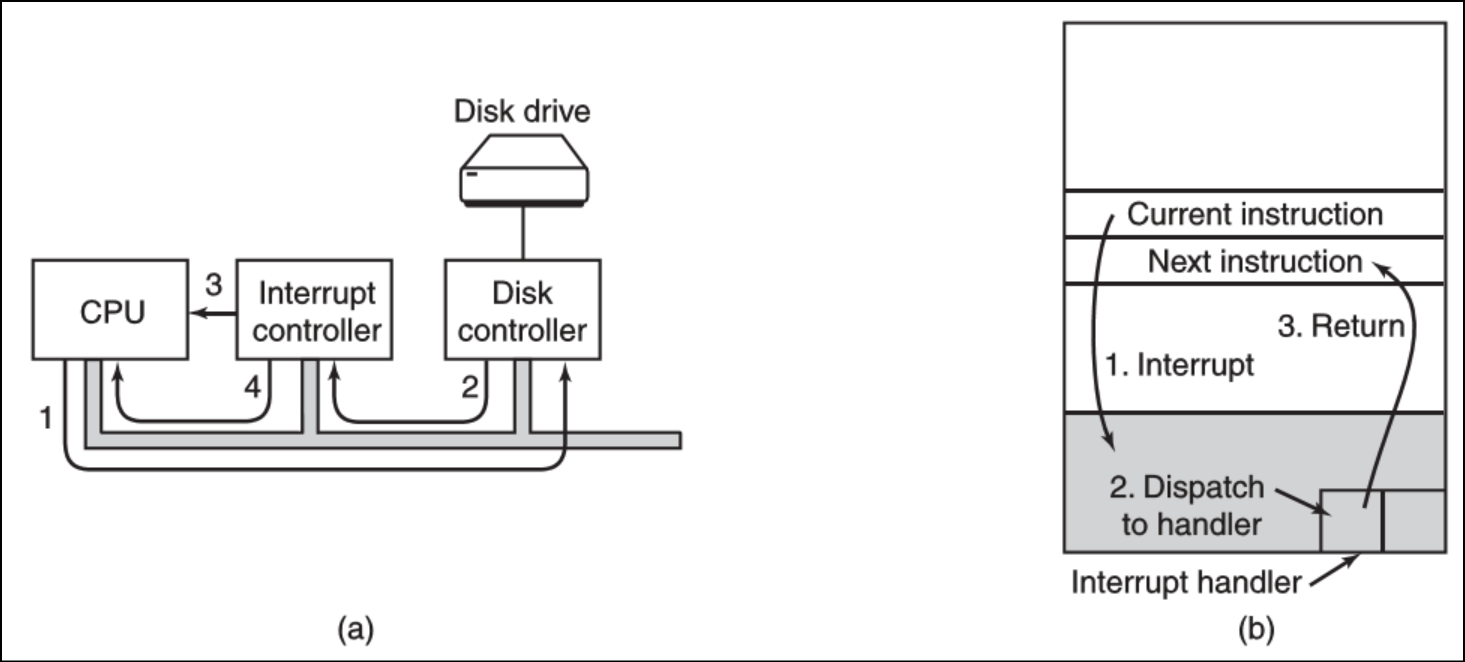 Disk drive
CPU
3
Interrupt
controller
Disk
controller
1
4
2
(a)
Current instruction
Next instruction
3. Return
1. Interrupt
2. Dispatch
to handler
Interrupt handler
(b)